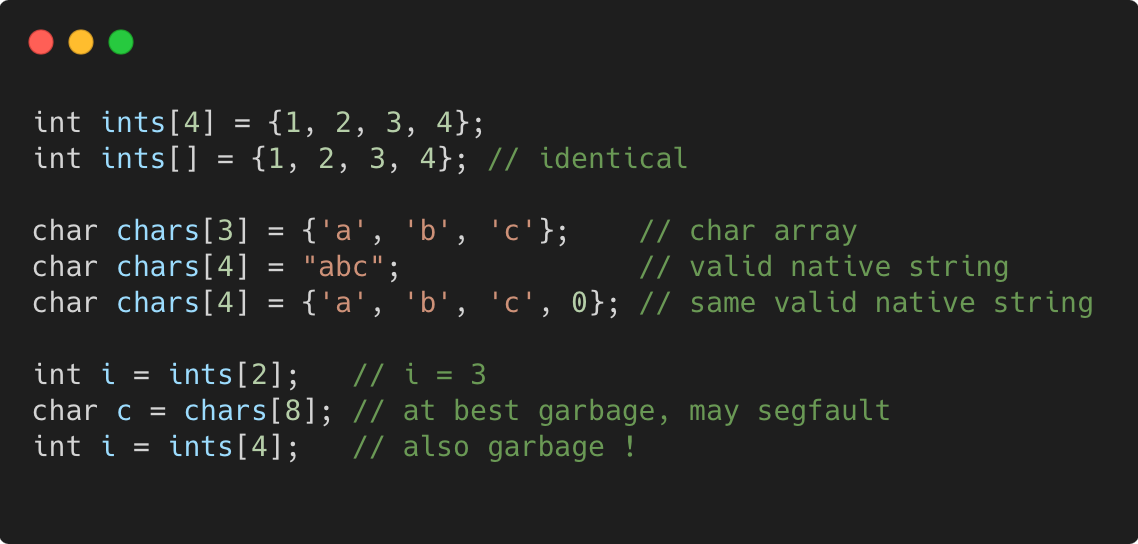 int ints[4] = {1, 2, 3, 4};
int ints[] = {1, 2, 3, 4}; // identical

char chars[3] = {'a', 'b', 'c'};    // char array
char chars[4] = "abc";              // valid native string
char chars[4] = {'a', 'b', 'c', 0}; // same valid native string

int i = ints[2];   // i = 3
char c = chars[8]; // at best garbage, may segfault
int i = ints[4];   // also garbage !